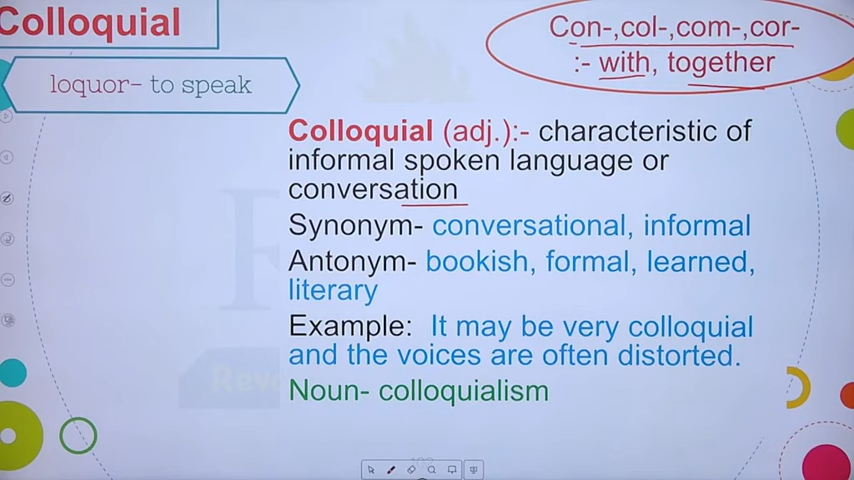 Colloquial
Con-,col-,com-,cor-
:- with, together
loquor- to speak
Colloquial (adj.):- characteristic of
informal spoken language or
conversation
Synonym- conversational, informal
Antonym- bookish, formal, learned,
literary
Example: It may be very colloquial
and the voices are often distorted.
Noun- colloquialism